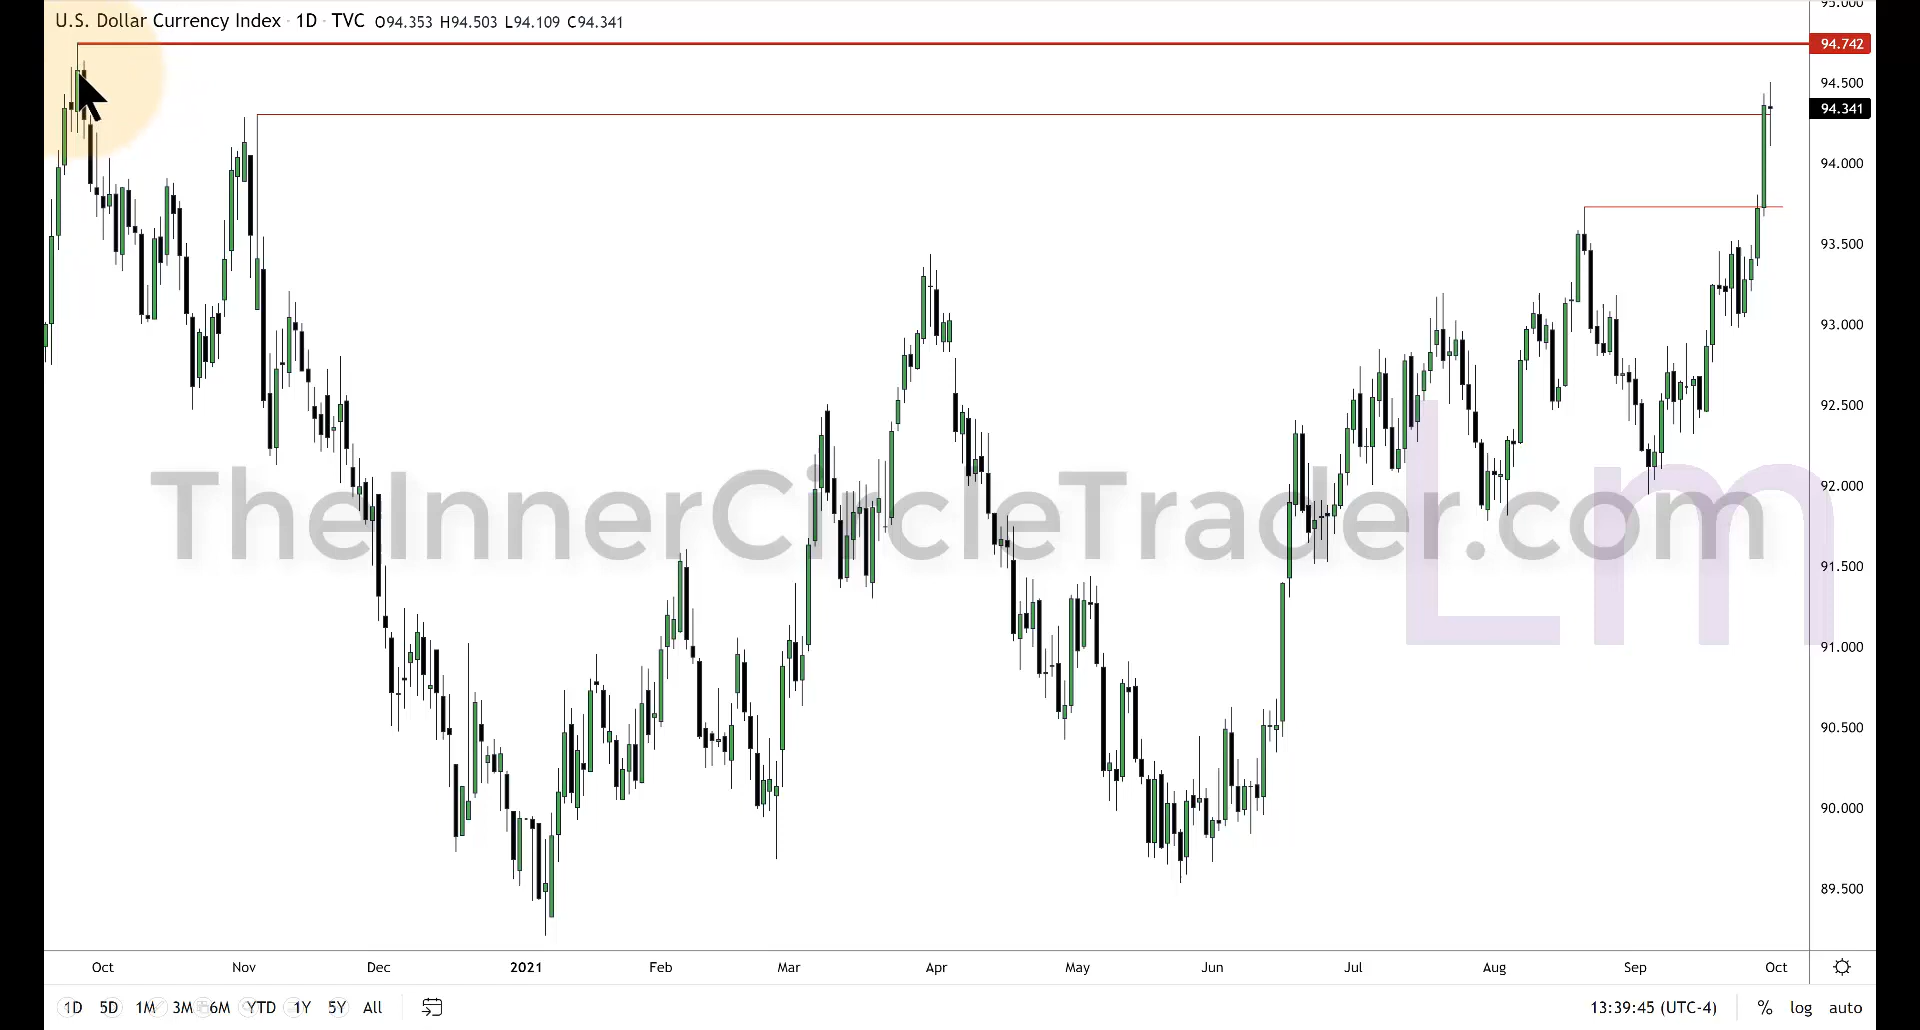 U.S. Dollar Currency Index · 1D · TVC O94.353 H94.503 L94.109 C94.341
95.000
94.742
94.500
94.341
94.000
93.500
93.000
92.500
92.000
91.500
91.000
90.500
90.000
89.500
TheInnerCircleTrader.com
Lm
Oct Nov Dec 2021 Feb Mar Apr May Jun Jul Aug Sep Oct
1D 5D 1M 3M 6M YTD 1Y 5Y All 13:39:45 (UTC-4) % log auto